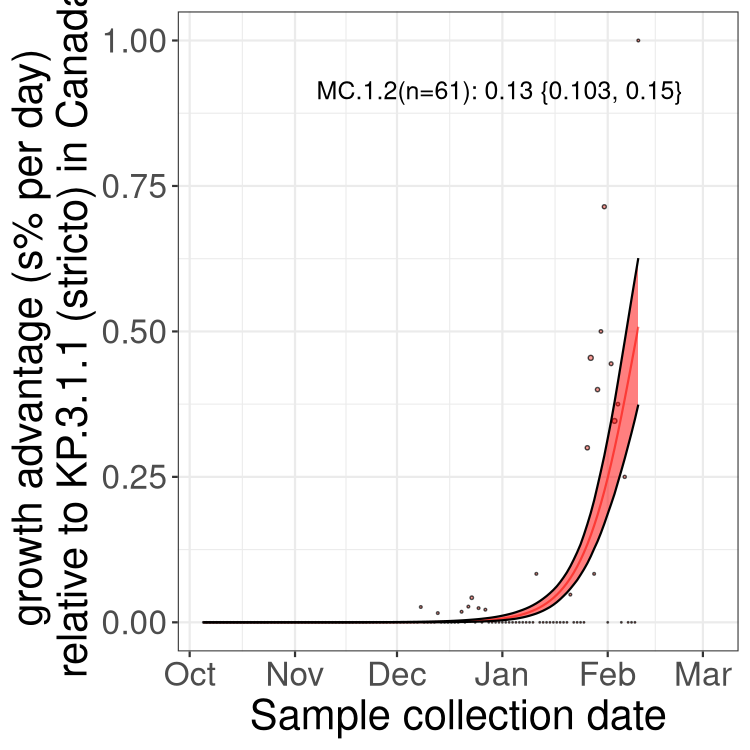 growth advantage (s% per day)
relative to KP.3.1.1 (stricto) in Canada
1.00
0.75
0.50
0.25
0.00
MC.1.2(n=61): 0.13 {0.103, 0.15}
Oct Nov Dec Jan Feb Mar
Sample collection date